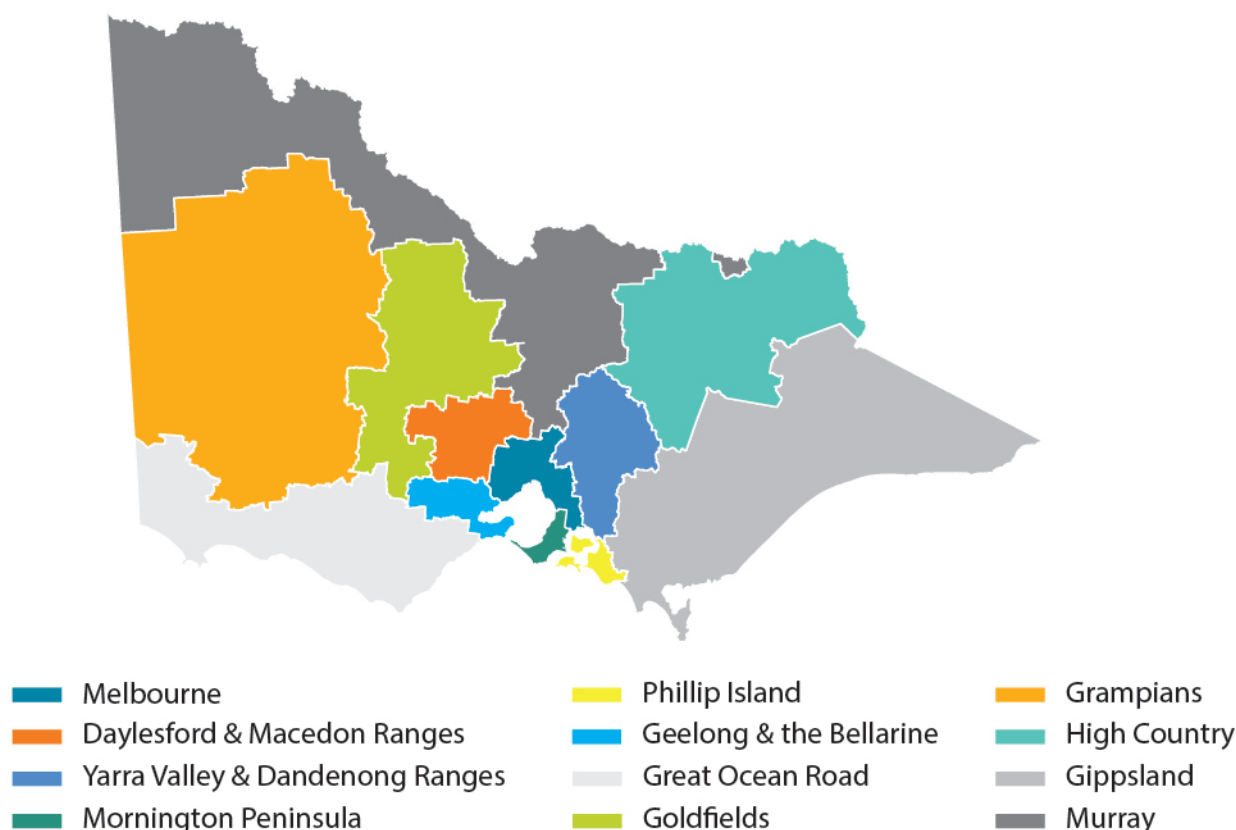 Melbourne
Daylesford & Macedon Ranges
Yarra Valley & Dandenong Ranges
Mornington Peninsula
Phillip Island
Geelong & the Bellarine
Great Ocean Road
Goldfields
Grampians
High Country
Gippsland
Murray